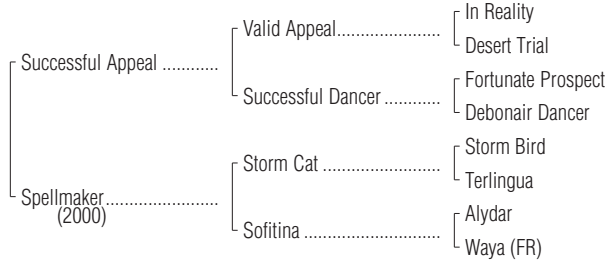 In Reality
Valid Appeal..................
Desert Trial
Successful Appeal ............
Fortunate Prospect
Successful Dancer ............
Debonair Dancer
Storm Bird
Storm Cat .....................
Terlingua
Spellmaker........................
(2000)
Alydar
Sofitina .........................
Waya (FR)